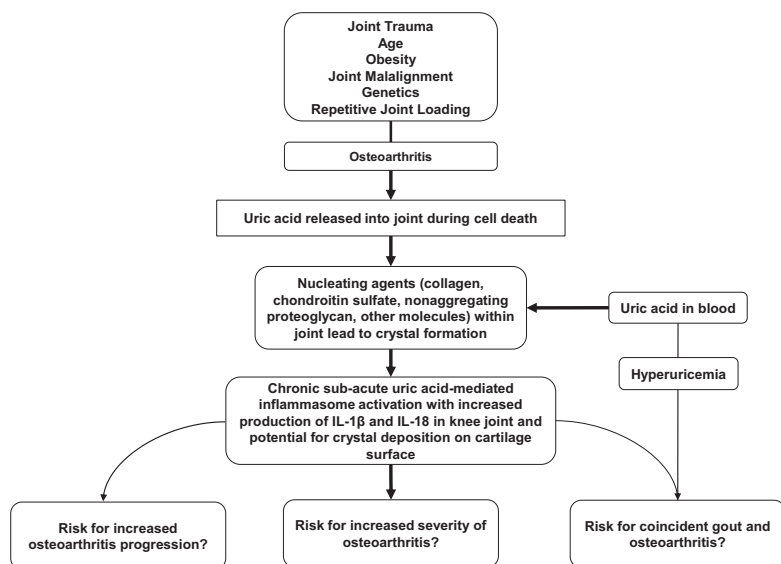 Joint Trauma
Age
Obesity
Joint Malalignment
Genetics
Repetitive Joint Loading
Osteoarthritis
Uric acid released into joint during cell death
Nucleating agents (collagen,
chondroitin sulfate, nonaggregating
proteoglycan, other molecules) within
joint lead to crystal formation
Uric acid in blood
Hyperuricemia
Chronic sub-acute uric acid-mediated
inflammasome activation with increased
production of IL-1β and IL-18 in knee joint and
potential for crystal deposition on cartilage
surface
Risk for increased
osteoarthritis progression?
Risk for increased severity of
osteoarthritis?
Risk for coincident gout and
osteoarthritis?